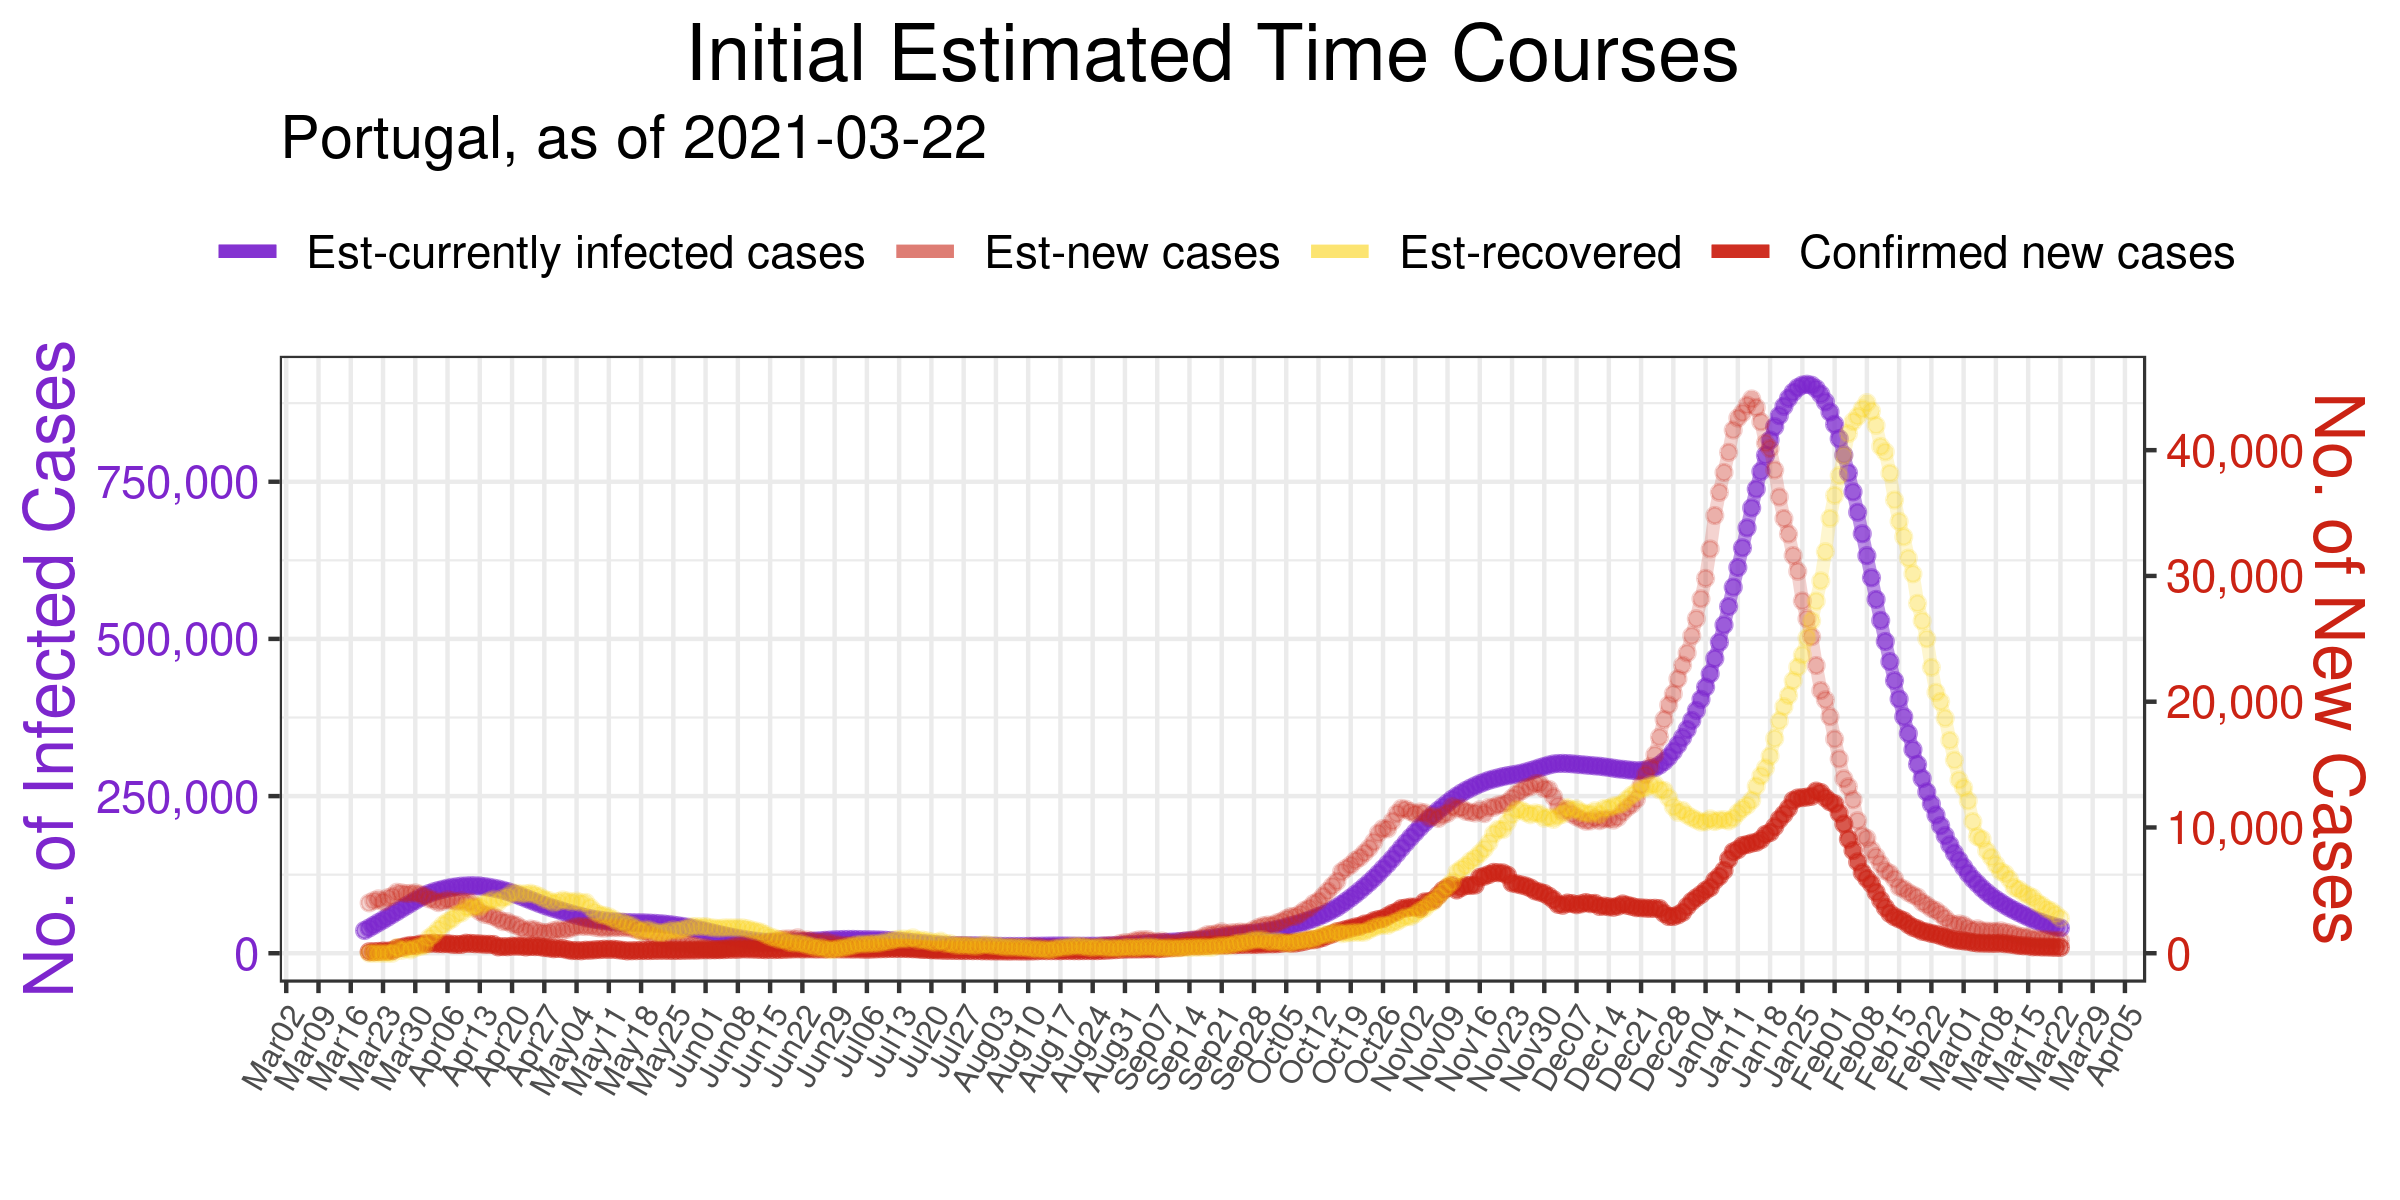 Initial Estimated Time Courses
Portugal, as of 2021-03-22
Est-currently infected cases Est-new cases Est-recovered Confirmed new cases
No. of Infected Cases
750,000
500,000
250,000
0
40,000
30,000
20,000
10,000
0
No. of New Cases
Mar02 Mar09 Mar16 Mar23 Mar30 Apr06 Apr13 Apr20 Apr27 May04 May11 May18 May25 Jun01 Jun08 Jun15 Jun22 Jun29 Jul06 Jul13 Jul20 Jul27 Aug03 Aug10 Aug17 Aug24 Aug31 Sep07 Sep14 Sep21 Sep28 Oct05 Oct12 Oct19 Oct26 Nov02 Nov09 Nov16 Nov23 Nov30 Dec07 Dec14 Dec21 Dec28 Jan04 Jan11 Jan18 Jan25 Feb01 Feb08 Feb15 Feb22 Mar01 Mar08 Mar15 Mar22 Mar29 Apr05